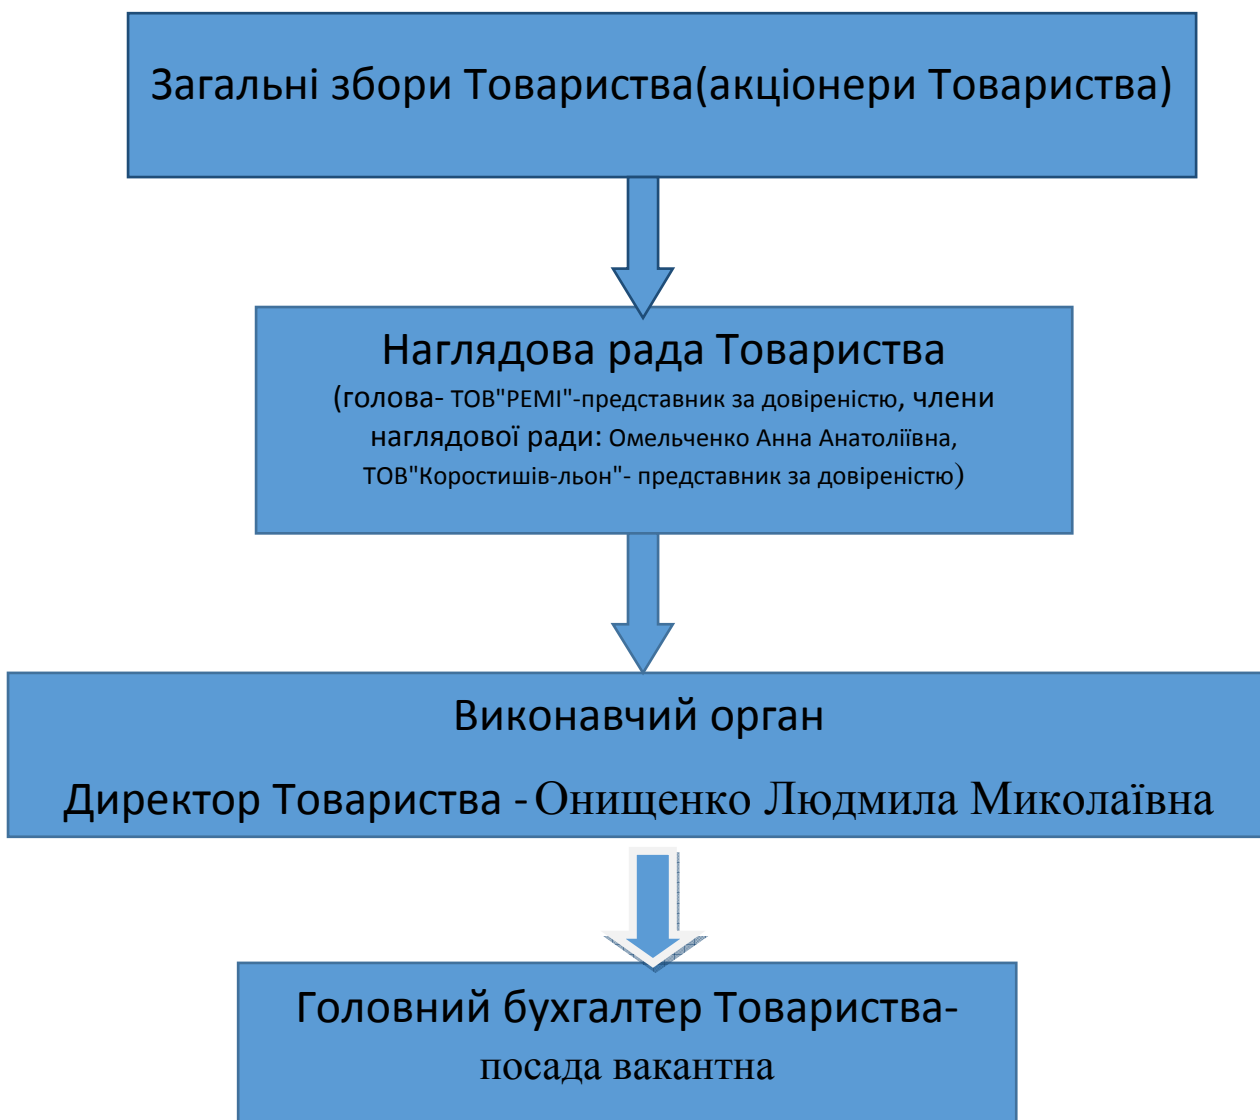 Загальні збори Товариства(акціонери Товариства)
Наглядова рада Товариства
(голова- ТОВ"РЕМІ"-представник за довіреністю, члени
наглядової ради: Омельченко Анна Анатоліївна,
ТОВ"Коростишів-льон"- представник за довіреністю)
Виконавчий орган
Директор Товариства - Онищенко Людмила Миколаївна
Головний бухгалтер Товариства-
посада вакантна